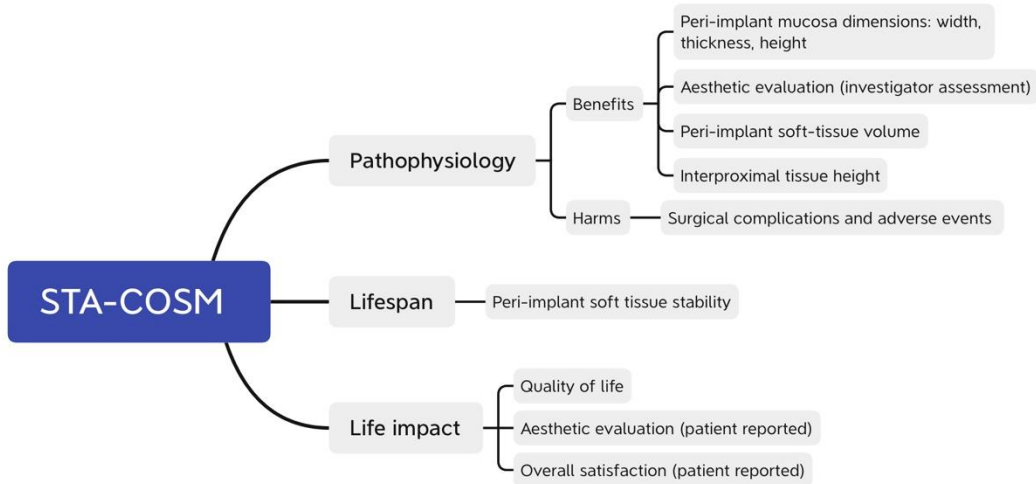 STA-COSM
Pathophysiology
Benefits
Peri-implant mucosa dimensions: width,
thickness, height
Aesthetic evaluation (investigator assessment)
Peri-implant soft-tissue volume
Interproximal tissue height
Harms
Surgical complications and adverse events
Lifespan
Peri-implant soft tissue stability
Life impact
Quality of life
Aesthetic evaluation (patient reported)
Overall satisfaction (patient reported)